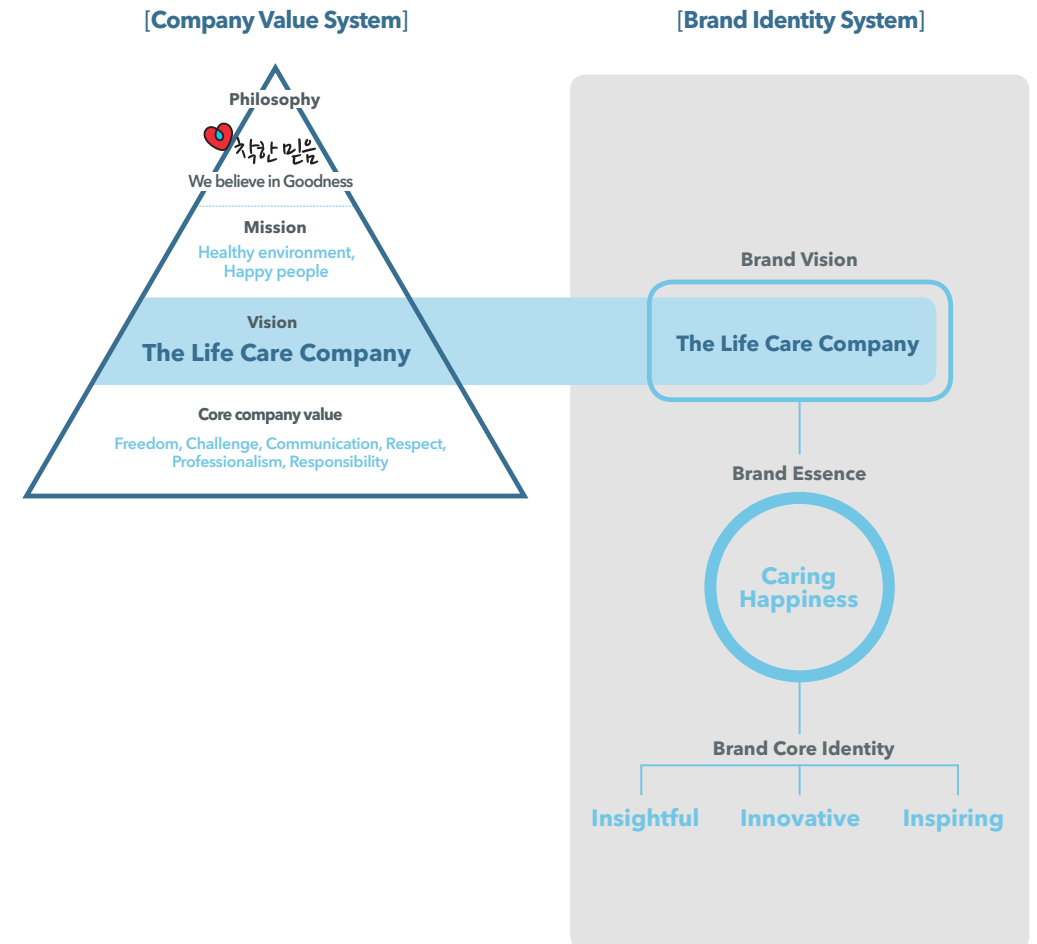 [Company Value System]
Philosophy
착한 믿음
We believe in Goodness
Mission
Healthy environment,
Happy people
Vision
The Life Care Company
Core company value
Freedom, Challenge, Communication, Respect,
Professionalism, Responsibility
[Brand Identity System]
Brand Vision
The Life Care Company
Brand Essence
Caring
Happiness
Brand Core Identity
Insightful
Innovative
Inspiring